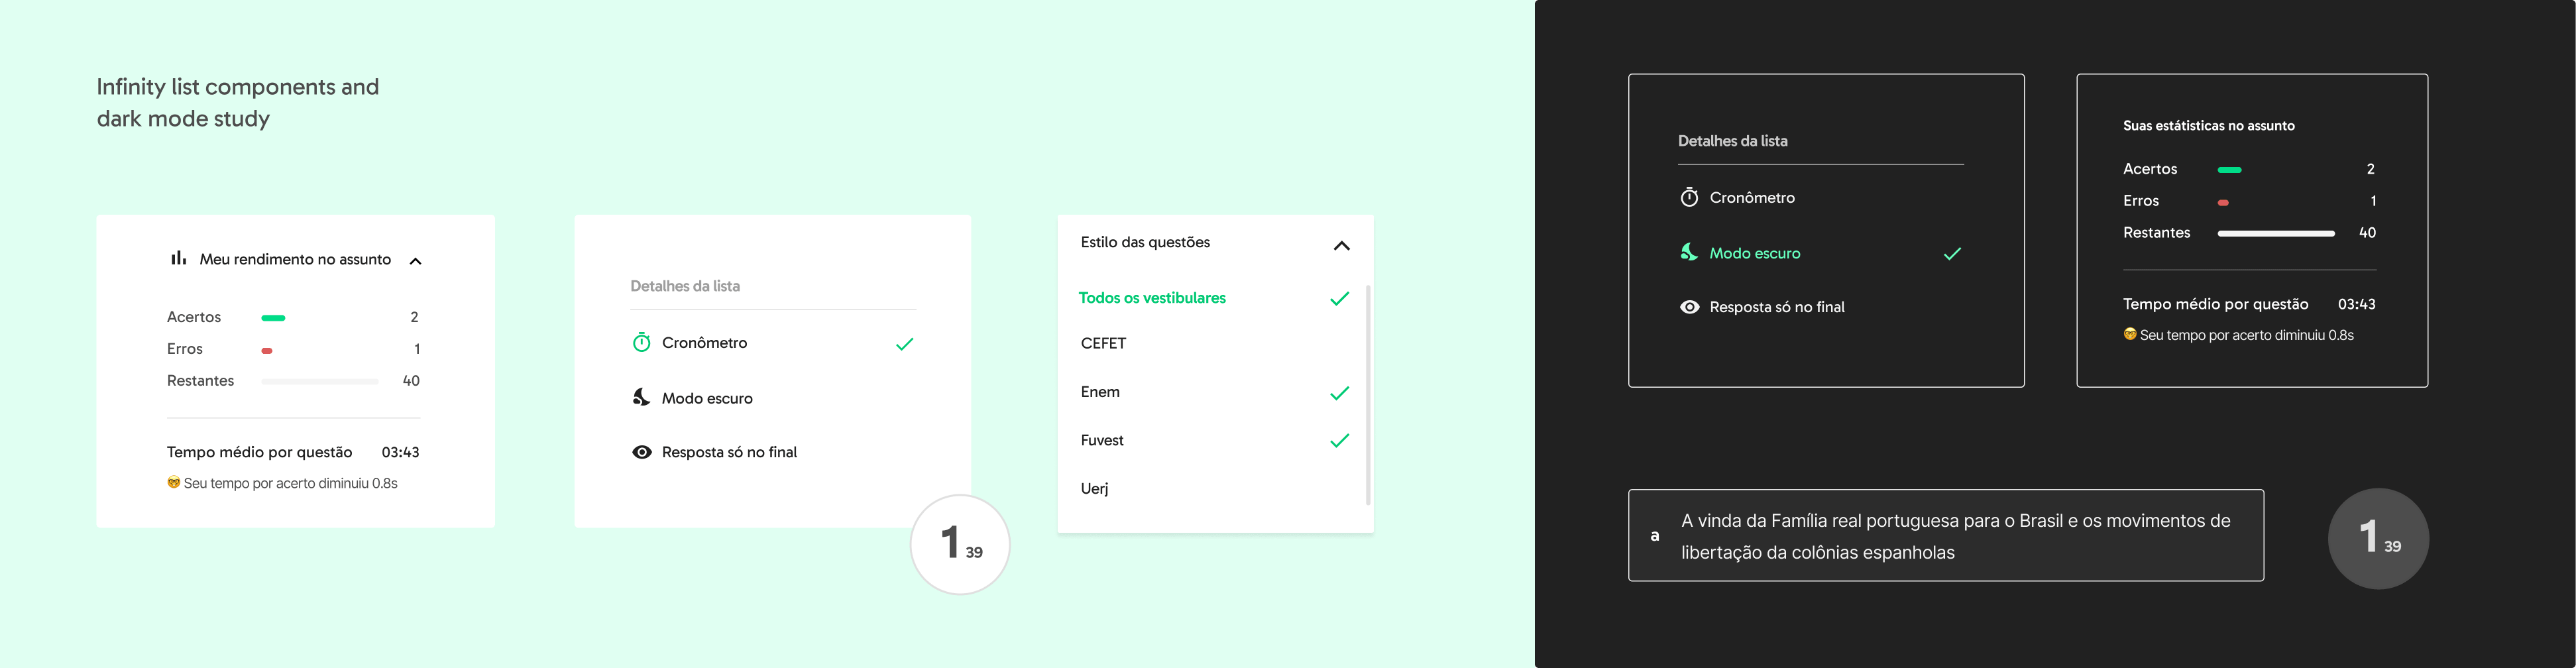 Infinity list components and
dark mode study
Meu rendimento no assunto
Acertos 2
Erros 1
Restantes 40
Tempo médio por questão 03:43
🤓 Seu tempo por acerto diminuiu 0.8s
Detalhes da lista
Cronômetro
Modo escuro
Resposta só no final
1 39
Estilo das questões
Todos os vestibulares
CEFET
Enem
Fuvest
Uerj
Detalhes da lista
Cronômetro
Modo escuro
Resposta só no final
Suas estátisticas no assunto
Acertos 2
Erros 1
Restantes 40
Tempo médio por questão 03:43
🤓 Seu tempo por acerto diminuiu 0.8s
a
A vinda da Família real portuguesa para o Brasil e os movimentos de
libertação da colônias espanholas
1 39